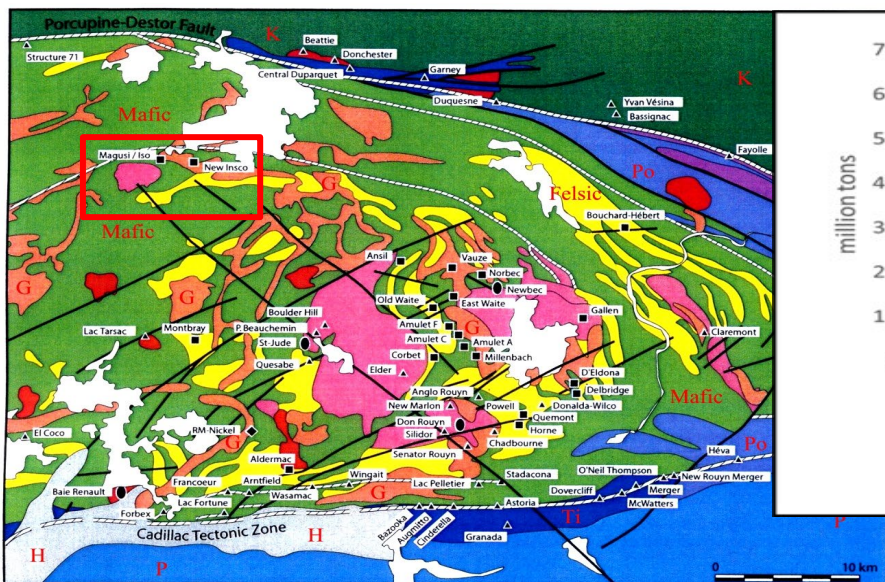 Porcupine-Destor Fault
K
Beattie
Donchester
Structure 71
Central Duparquet
Garney
Duquesne
K
Yvan Vésina
Bassignac
Mafic
Fayolle
Magusi / Iso
New Insco
Po
G
Felsic
Bouchard-Hébert
Mafic
Ansil
Vauze
Norbec
Newbec
G
G
Old Waite
East Waite
Boulder Hill
Gallen
Lac Tarsac
Montbray
P. Beauchemin
Amulet F
G
Claremont
St-Jude
Amulet C
Amulet A
Quesabe
Corbet
Millenbach
Elder
D'Eldona
Anglo Rouyn
Delbridge
Mafic
New Marlon
Powell
Donalda-Wilco
El Coco
RM-Nickel
G
Don Rouyn
Quemont
Silidor
Horne
Chadbourne
Senator Rouyn
Héva
Po
Aldermac
Baie Renault
Francoeur
Arntfield
Wingait
G
Lac Pelletier
Stadacona
O'Neil Thompson
New Rouyn Merger
Wasamac
Dovercliff
Merger
Forbex
Lac Fortune
Astoria
McWatters
Cadillac Tectonic Zone
H
Bazooka
Augmitto
Cinderella
Granada
Ti
P
H
P
0
10 km
million tons
7
6
5
4
3
2
1